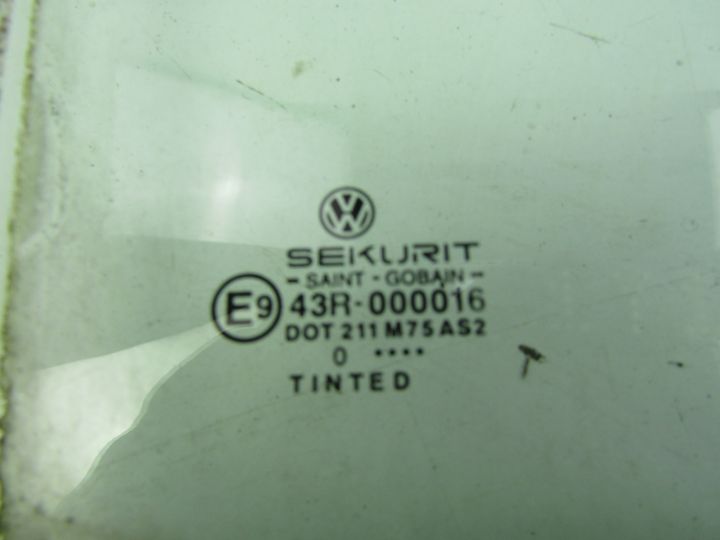 SEKURIT
- SAINT - GOBAIN -
E9 43R-000016
DOT 211 M75 AS2
0 ••••
TINTED